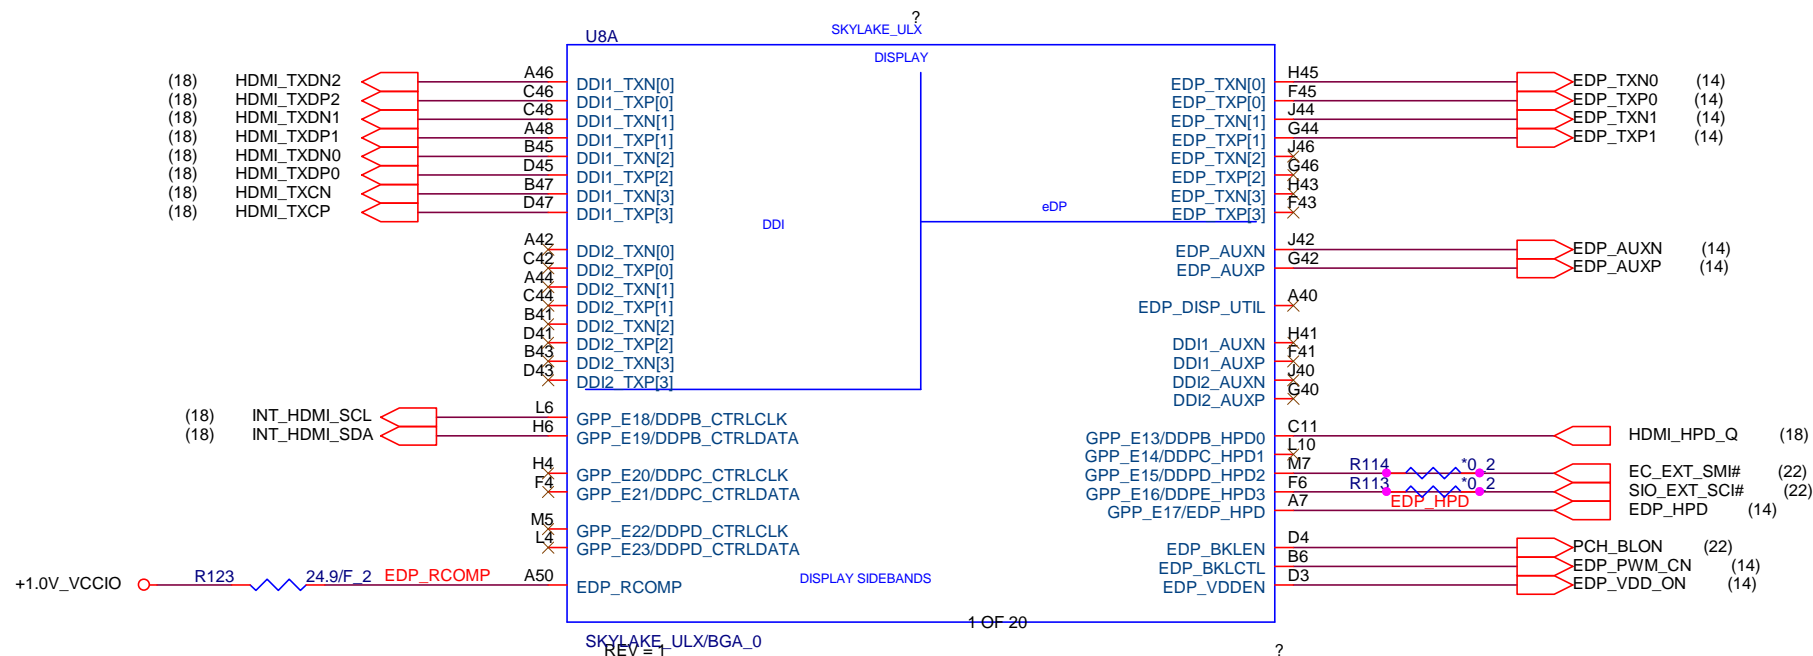 ?
SKYLAKE_ULX
U8A
DISPLAY
(18) HDMI_TXDN2 A46 DDI1_TXN[0] EDP_TXN[0] H45 EDP_TXN0 (14)
(18) HDMI_TXDP2 C46 DDI1_TXP[0] EDP_TXP[0] F45 EDP_TXP0 (14)
(18) HDMI_TXDN1 C48 DDI1_TXN[1] EDP_TXN[1] J44 EDP_TXN1 (14)
(18) HDMI_TXDP1 A48 DDI1_TXP[1] EDP_TXP[1] G44 EDP_TXP1 (14)
(18) HDMI_TXDN0 B45 DDI1_TXN[2] EDP_TXN[2] J46
(18) HDMI_TXDP0 D45 DDI1_TXP[2] EDP_TXP[2] G46
(18) HDMI_TXCN B47 DDI1_TXN[3] EDP_TXN[3] H43
(18) HDMI_TXCP D47 DDI1_TXP[3] EDP_TXP[3] F43
DDI eDP
A42 DDI2_TXN[0] EDP_AUXN J42 EDP_AUXN (14)
C42 DDI2_TXP[0] EDP_AUXP G42 EDP_AUXP (14)
A44 DDI2_TXN[1]
C44 DDI2_TXP[1] EDP_DISP_UTIL A40
B41 DDI2_TXN[2]
D41 DDI2_TXP[2] DDI1_AUXN H41
B43 DDI2_TXN[3] DDI1_AUXP F41
D43 DDI2_TXP[3] DDI2_AUXN J40
DDI2_AUXP G40
(18) INT_HDMI_SCL L6 GPP_E18/DDPB_CTRLCLK
(18) INT_HDMI_SDA H6 GPP_E19/DDPB_CTRLDATA GPP_E13/DDPB_HPD0 C11 HDMI_HPD_Q (18)
GPP_E14/DDPC_HPD1 L10
H4 GPP_E20/DDPC_CTRLCLK GPP_E15/DDPD_HPD2 M7 R114 *0_2 EC_EXT_SMI# (22)
F4 GPP_E21/DDPC_CTRLDATA GPP_E16/DDPE_HPD3 F6 R113 *0_2 SIO_EXT_SCI# (22)
GPP_E17/EDP_HPD A7 EDP_HPD EDP_HPD (14)
M5 GPP_E22/DDPD_CTRLCLK
L4 GPP_E23/DDPD_CTRLDATA EDP_BKLEN D4 PCH_BLON (22)
EDP_BKLCTL B6 EDP_PWM_CN (14)
+1.0V_VCCIO R123 24.9/F_2 EDP_RCOMP A50 EDP_RCOMP DISPLAY SIDEBANDS EDP_VDDEN D3 EDP_VDD_ON (14)
1 OF 20
SKYLAKE_ULX/BGA_0
REV = 1
?